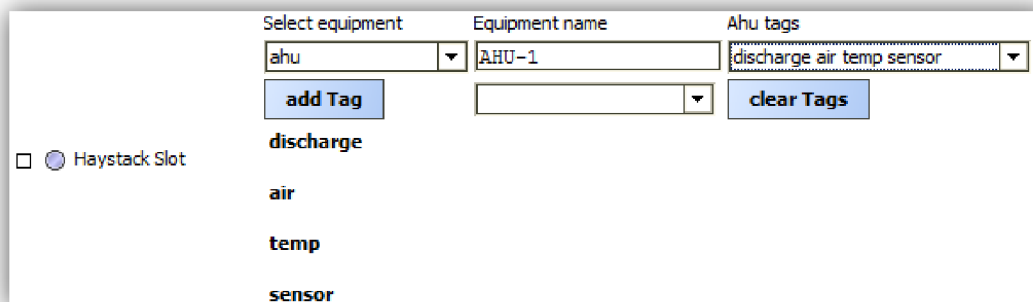 Select equipment Equipment name Ahu tags
ahu AHU-1 discharge air temp sensor
add Tag clear Tags
discharge
Haystack Slot
air
temp
sensor